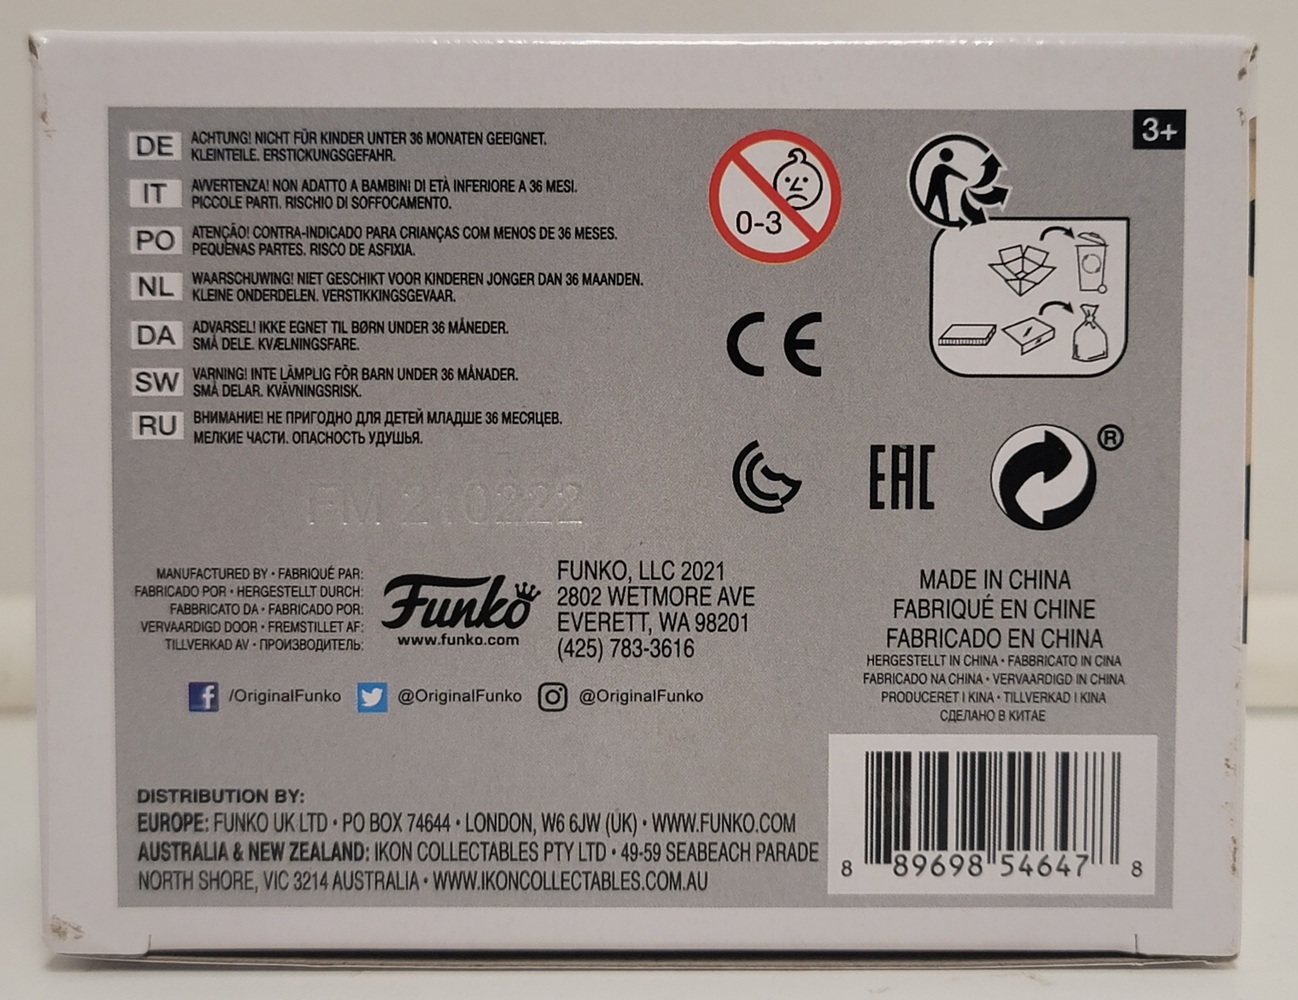 3+
DE ACHTUNG! NICHT FÜR KINDER UNTER 36 MONATEN GEEIGNET.
KLEINTEILE. ERSTICKUNGSGEFAHR.
IT AVVERTENZA! NON ADATTO A BAMBINI DI ETÀ INFERIORE A 36 MESI.
PICCOLE PARTI. RISCHIO DI SOFFOCAMENTO.
PO ATENÇÃO! CONTRA-INDICADO PARA CRIANÇAS COM MENOS DE 36 MESES.
PEQUENAS PARTES. RISCO DE ASFIXIA.
NL WAARSCHUWING! NIET GESCHIKT VOOR KINDEREN JONGER DAN 36 MAANDEN.
KLEINE ONDERDELEN. VERSTIKKINGSGEVAAR.
DA ADVARSEL! IKKE EGNET TIL BØRN UNDER 36 MÅNEDER.
SMÅ DELE. KVÆLNINGSFARE.
SW VARNING! INTE LÄMPLIG FÖR BARN UNDER 36 MÅNADER.
SMÅ DELAR. KVÄVNINGSRISK.
RU ВНИМАНИЕ! НЕ ПРИГОДНО ДЛЯ ДЕТЕЙ МЛАДШЕ 36 МЕСЯЦЕВ.
МЕЛКИЕ ЧАСТИ. ОПАСНОСТЬ УДУШЬЯ.
0-3
CE
EAC
®
FM 210222
MANUFACTURED BY • FABRIQUÉ PAR:
FABRICADO POR • HERGESTELLT DURCH:
FABBRICATO DA • FABRICADO POR:
VERVAARDIGD DOOR • FREMSTILLET AF:
TILLVERKAD AV • ПРОИЗВОДИТЕЛЬ:
Funko
www.funko.com
FUNKO, LLC 2021
2802 WETMORE AVE
EVERETT, WA 98201
(425) 783-3616
f /OriginalFunko @OriginalFunko @OriginalFunko
MADE IN CHINA
FABRIQUÉ EN CHINE
FABRICADO EN CHINA
HERGESTELLT IN CHINA • FABBRICATO IN CINA
FABRICADO NA CHINA • VERVAARDIGD IN CHINA
PRODUCERET I KINA • TILLVERKAD I KINA
СДЕЛАНО В КИТАЕ
DISTRIBUTION BY:
EUROPE: FUNKO UK LTD • PO BOX 74644 • LONDON, W6 6JW (UK) • WWW.FUNKO.COM
AUSTRALIA & NEW ZEALAND: IKON COLLECTABLES PTY LTD • 49-59 SEABEACH PARADE
NORTH SHORE, VIC 3214 AUSTRALIA • WWW.IKONCOLLECTABLES.COM.AU
8 89698 54647 8